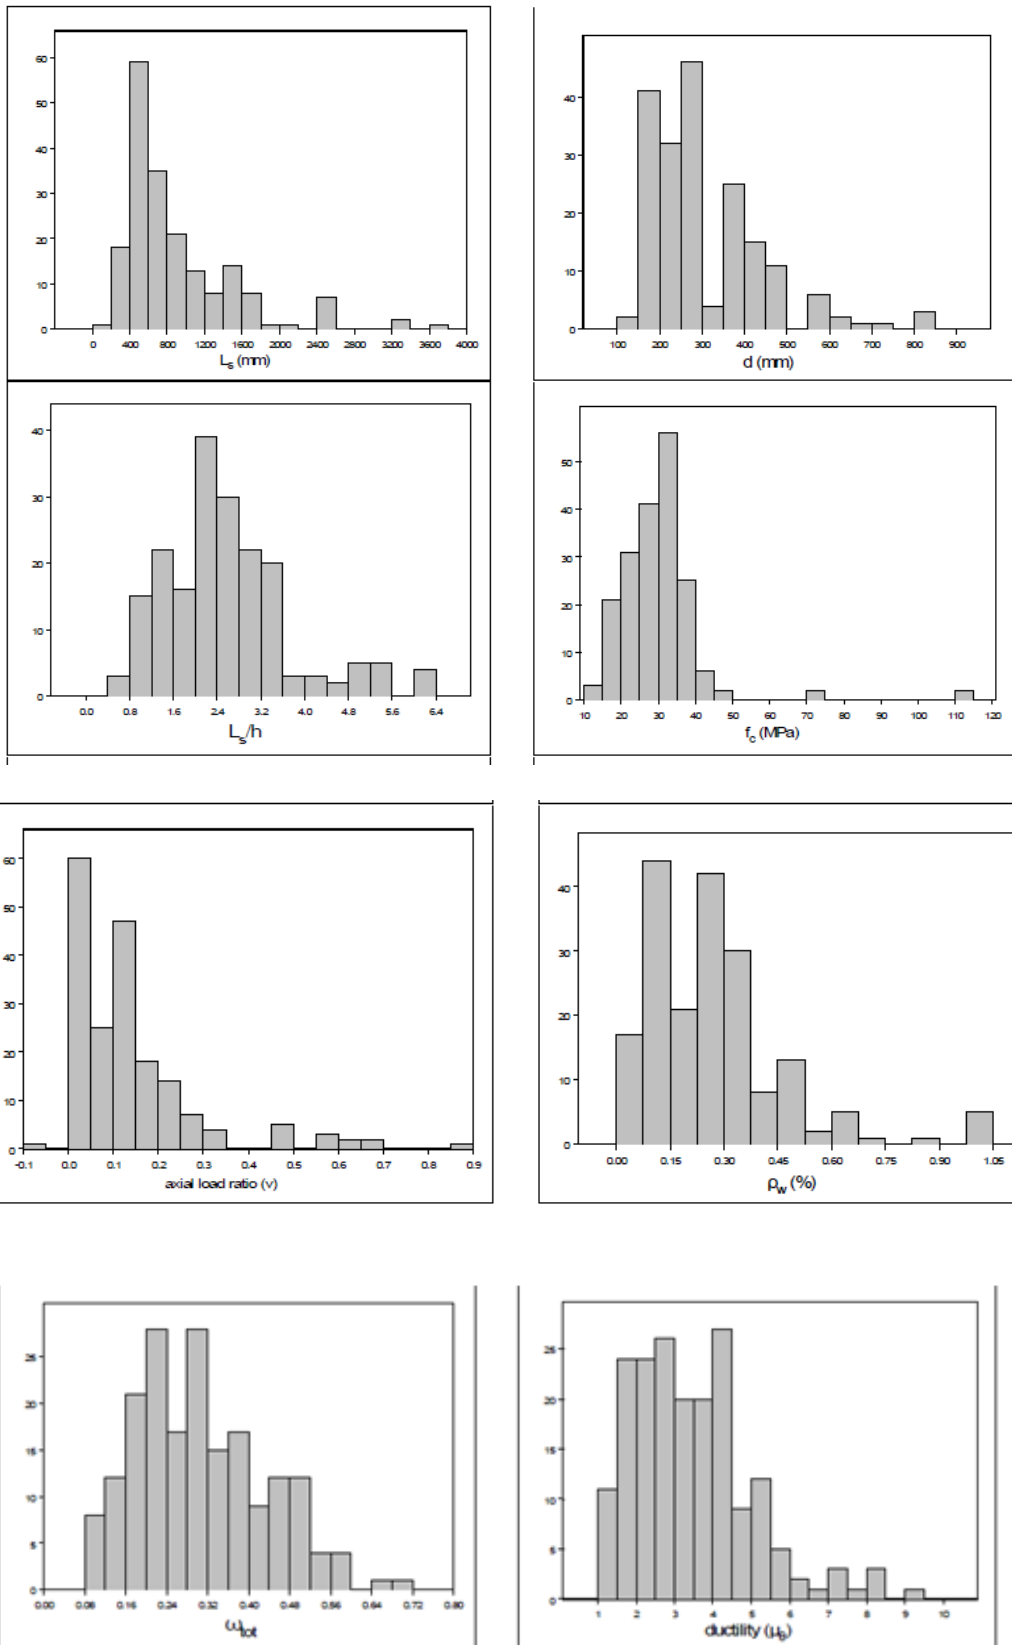 60
50
40
30
20
10
0
0 400 800 1200 1600 2000 2400 2800 3200 3600 4000
Ls (mm)
40
30
20
10
0
100 200 300 400 500 600 700 800 900
d (mm)
40
30
20
10
0
0.0 0.8 1.6 2.4 3.2 4.0 4.8 5.6 6.4
Ls/h
50
40
30
20
10
0
10 20 30 40 50 60 70 80 90 100 110 120
fc (MPa)
60
50
40
30
20
10
0
-0.1 0.0 0.1 0.2 0.3 0.4 0.5 0.6 0.7 0.8 0.9
axial load ratio (v)
40
30
20
10
0
0.00 0.15 0.30 0.45 0.60 0.75 0.90 1.05
ρw (%)
25
20
15
10
5
0
0.00 0.08 0.16 0.24 0.32 0.40 0.48 0.56 0.64 0.72 0.80
ωtot
25
20
15
10
5
0
1 2 3 4 5 6 7 8 9 10
ductility (μθ)